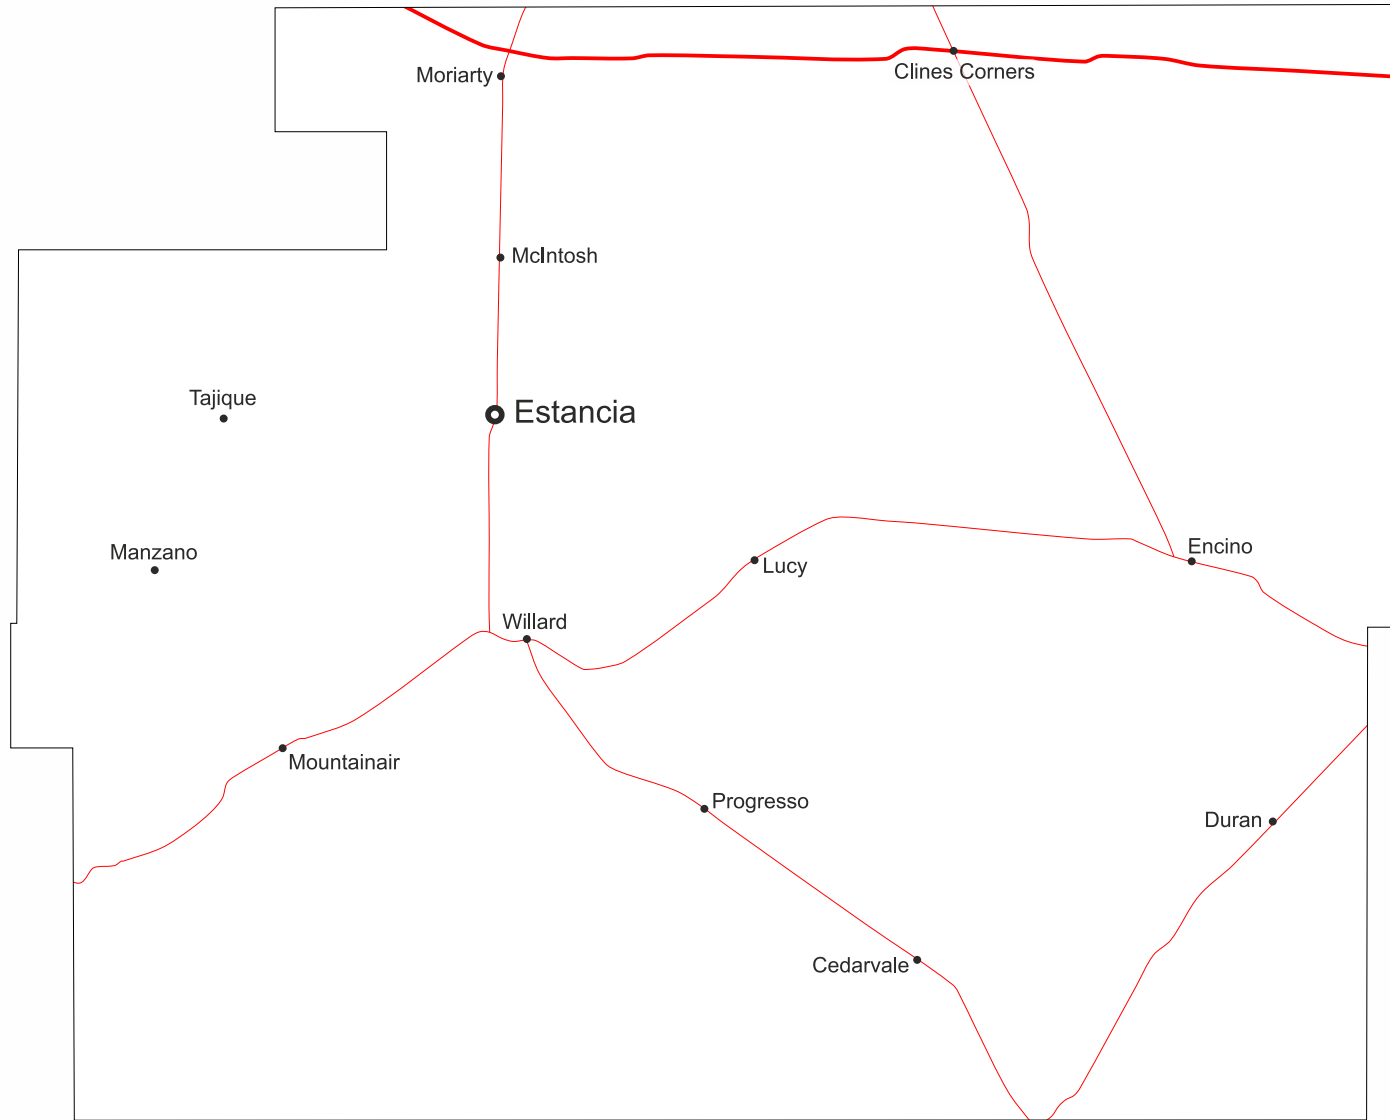 Clines Corners
Moriarty
McIntosh
Tajique
Estancia
Manzano
Encino
Lucy
Willard
Mountainair
Progresso
Duran
Cedarvale